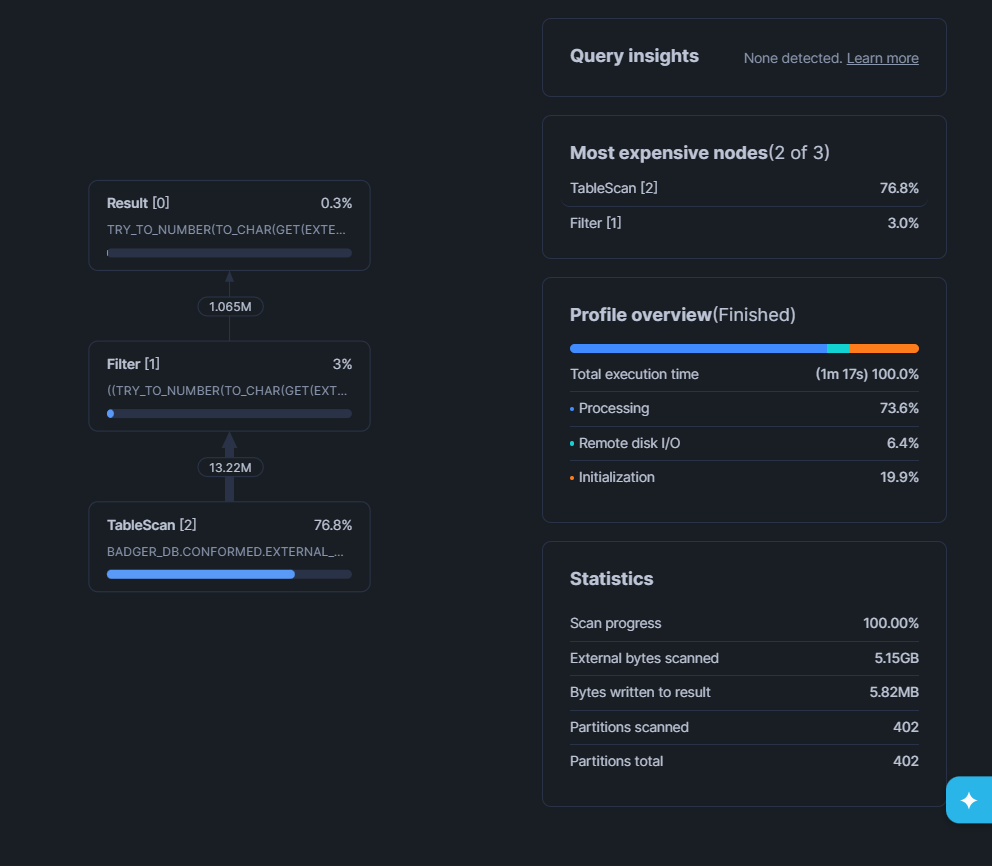 Result [0] 0.3%
TRY_TO_NUMBER(TO_CHAR(GET(EXTE...
1.065M
Filter [1] 3%
((TRY_TO_NUMBER(TO_CHAR(GET(EXT...
13.22M
TableScan [2] 76.8%
BADGER_DB.CONFORMED.EXTERNAL_...
Query insights None detected. Learn more
Most expensive nodes(2 of 3)
TableScan [2] 76.8%
Filter [1] 3.0%
Profile overview(Finished)
Total execution time (1m 17s) 100.0%
Processing 73.6%
Remote disk I/O 6.4%
Initialization 19.9%
Statistics
Scan progress 100.00%
External bytes scanned 5.15GB
Bytes written to result 5.82MB
Partitions scanned 402
Partitions total 402